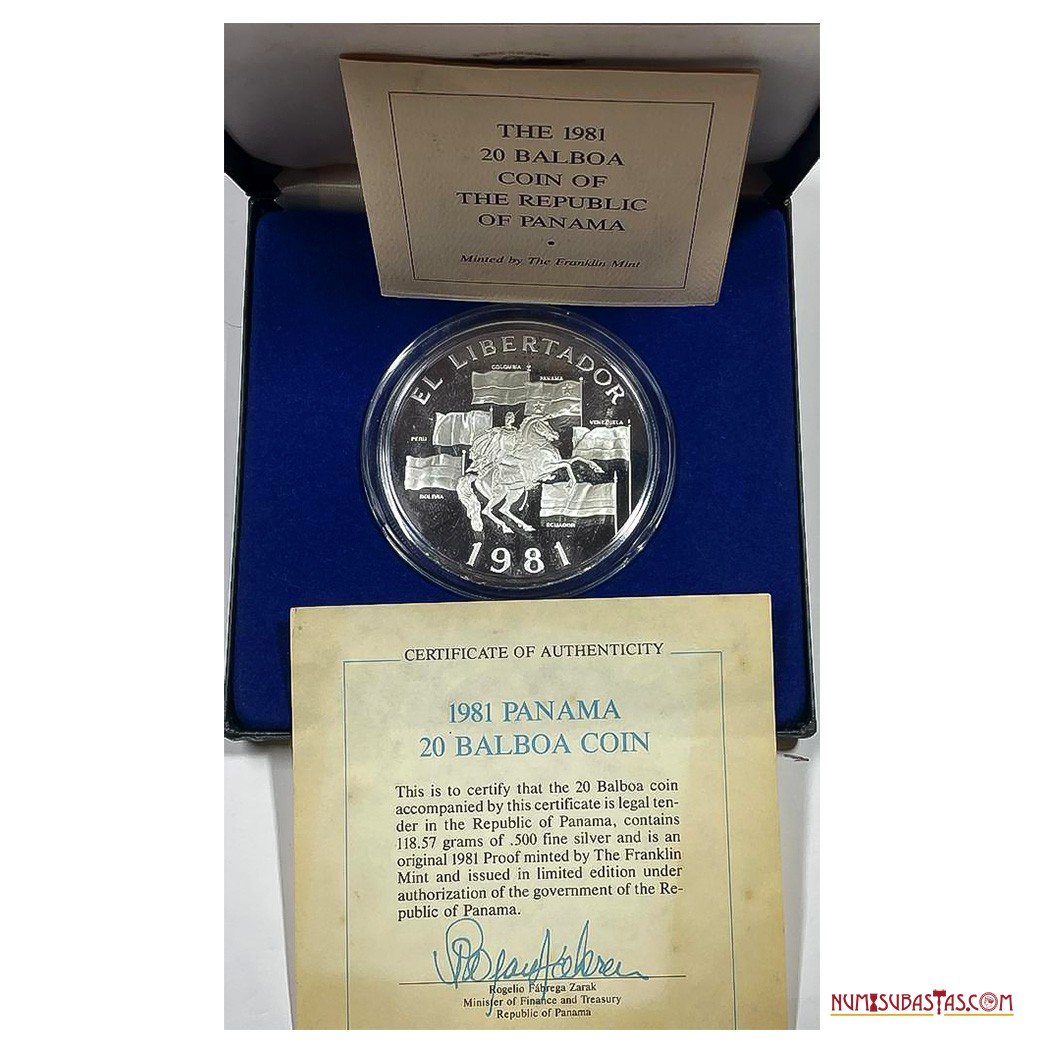 THE 1981
20 BALBOA
COIN OF
THE REPUBLIC
OF PANAMA
Minted by The Franklin Mint
EL LIBERTADOR
COLOMBIA
PANAMA
VENEZUELA
PERU
BOLIVIA
ECUADOR
1981
CERTIFICATE OF AUTHENTICITY
1981 PANAMA
20 BALBOA COIN
This is to certify that the 20 Balboa coin
accompanied by this certificate is legal ten-
der in the Republic of Panama, contains
118.57 grams of .500 fine silver and is an
original 1981 Proof minted by The Franklin
Mint and issued in limited edition under
authorization of the government of the Re-
public of Panama.
Rogelio Fábrega Zarak
Minister of Finance and Treasury
Republic of Panama
NUMISUBASTAS.COM